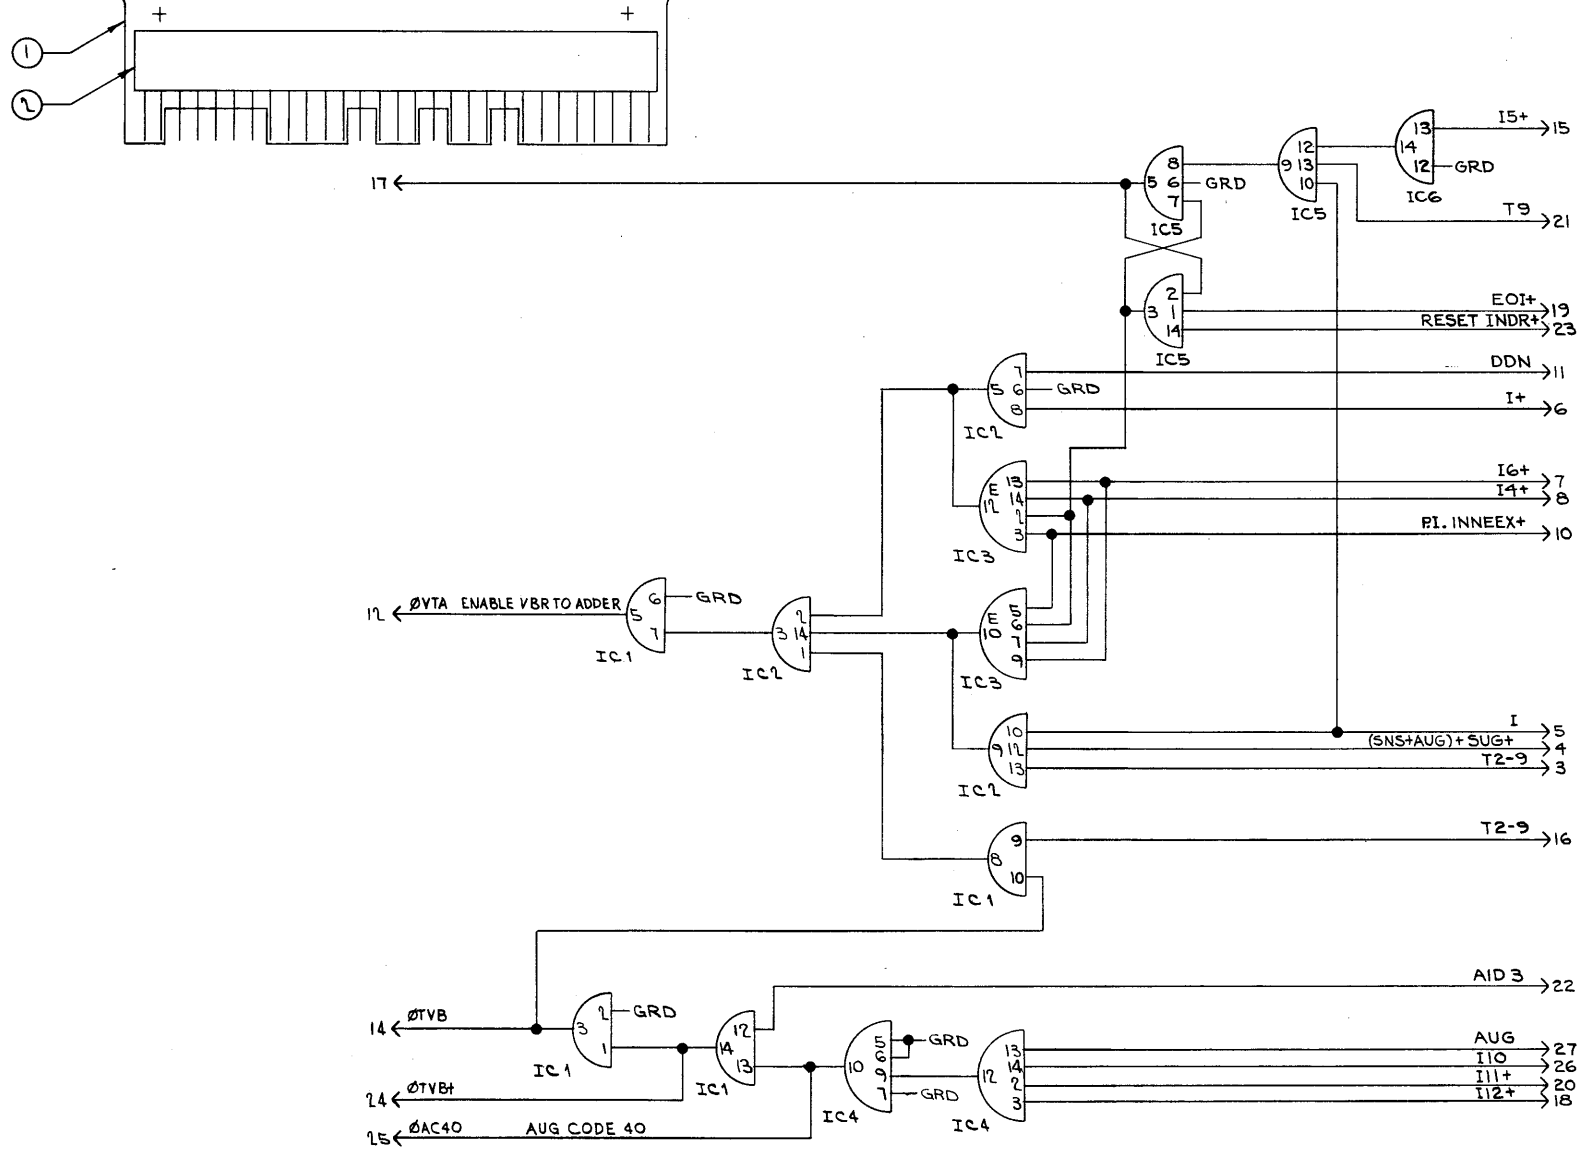 1
2
I5+
15
13
14
12 GRD
IC6
12
9 13
10
IC5
8
5 6 GRD
7
IC5
17
T9
21
2
3 1
14
IC5
EOI+
19
RESET INDR+
23
7
5 6 GRD
8
IC2
DDN
11
I+
6
E 13
12 14
2
3
IC3
I6+
7
I4+
8
P.I. INNEEX+
10
5
E 6
10 7
9
IC3
12 ØVTA ENABLE VBR TO ADDER
6 GRD
5
7
IC1
2
3 14
1
IC2
10
9 12
13
IC2
I
5
(SNS+AUG)+SUG+
4
T2-9
3
9
8
10
IC1
T2-9
16
AID 3
22
14 ØTVB
2 GRD
3
1
IC1
12
14
13
IC1
5 GRD
6
10
9
7 GRD
IC4
13
14
12
2
3
IC4
AUG
27
I10
26
I11+
20
I12+
18
24 ØTVB+
25 ØAC40 AUG CODE 40